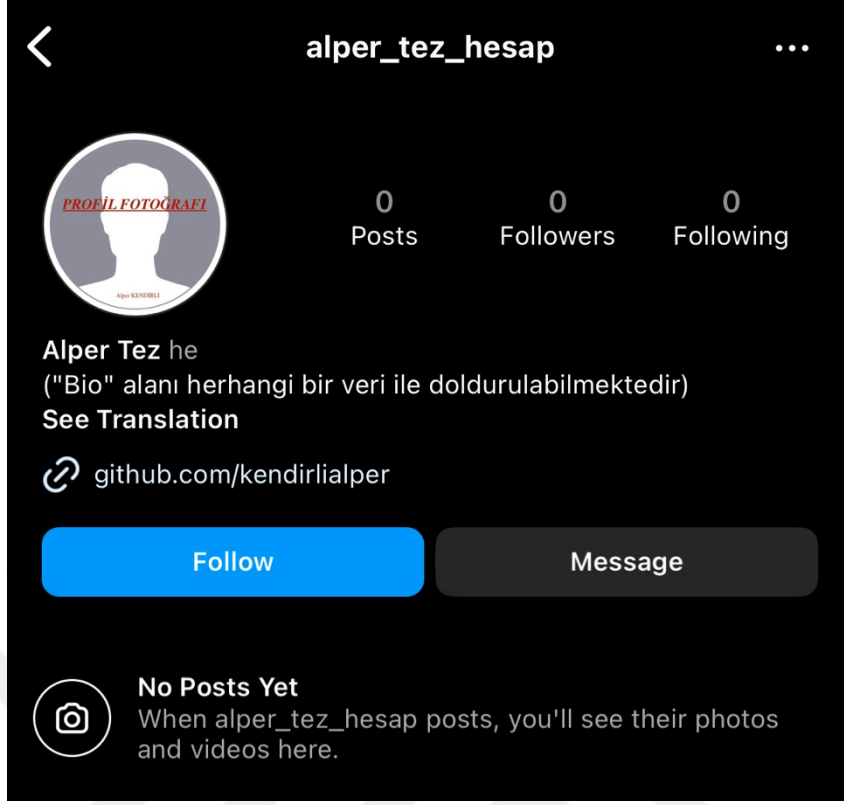 alper_tez_hesap
PROFİL FOTOĞRAFI
Alper KENDİRLİ
0 0 0
Posts Followers Following
Alper Tez he
("Bio" alanı herhangi bir veri ile doldurulabilmektedir)
See Translation
github.com/kendirlialper
Follow Message
No Posts Yet
When alper_tez_hesap posts, you'll see their photos
and videos here.